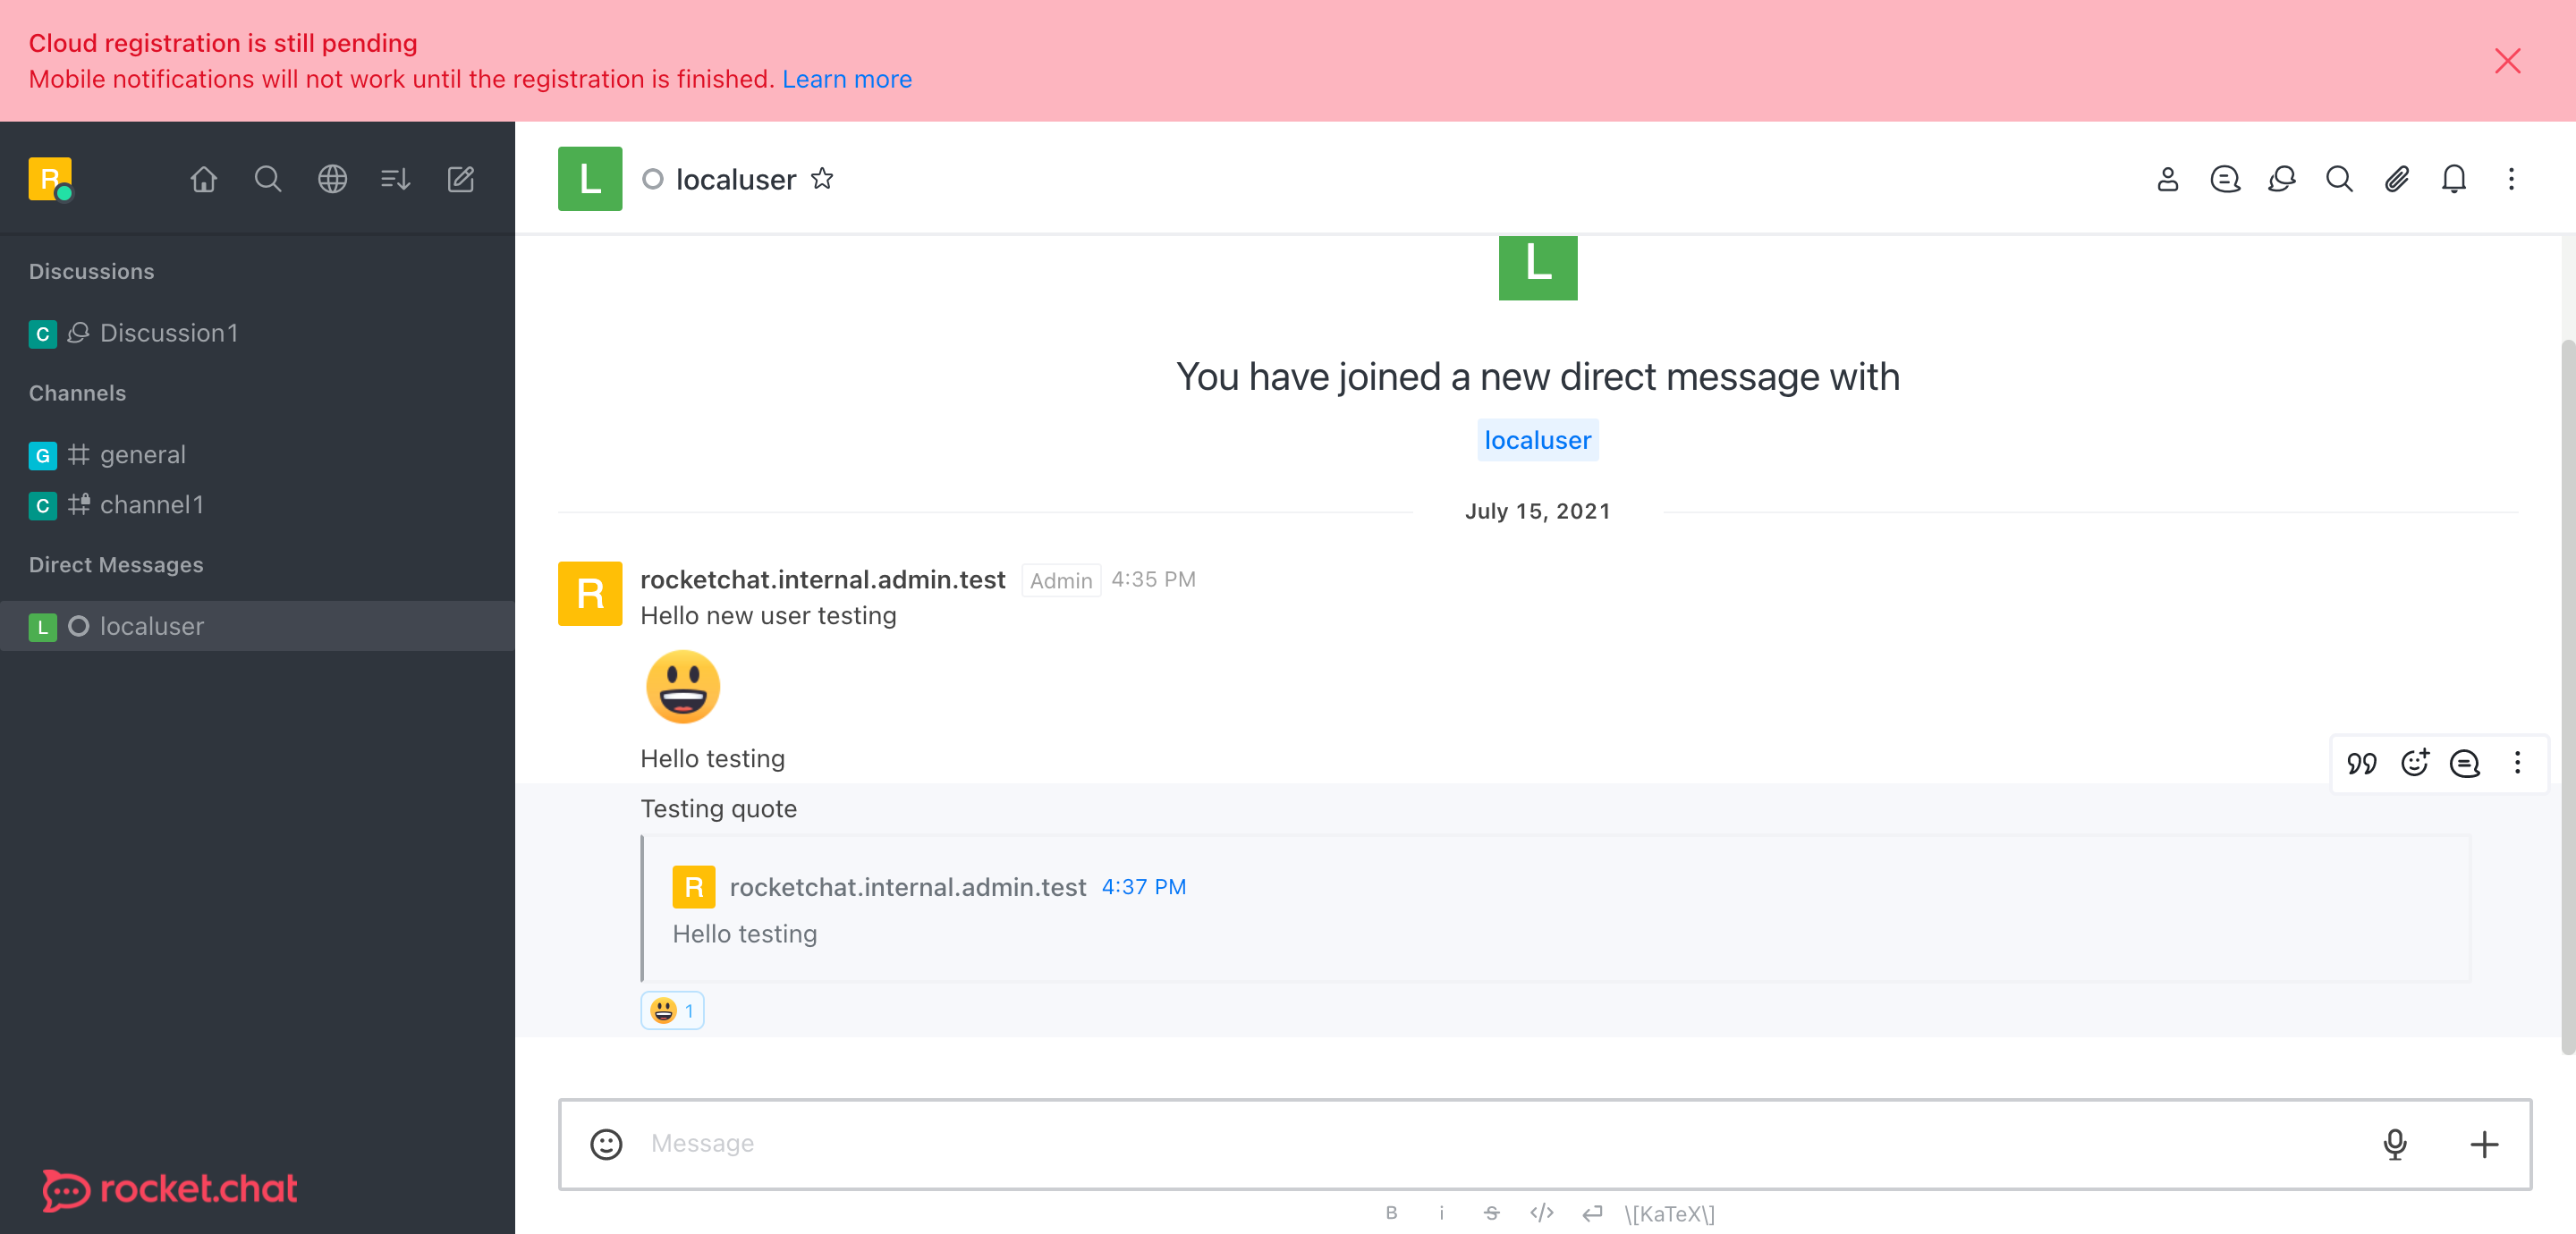 Cloud registration is still pending
Mobile notifications will not work until the registration is finished. Learn more
R
Discussions
C Discussion1
Channels
G general
C channel1
Direct Messages
L localuser
rocket.chat
L localuser
L
You have joined a new direct message with
localuser
July 15, 2021
R rocketchat.internal.admin.test Admin 4:35 PM
Hello new user testing
Hello testing
Testing quote
R rocketchat.internal.admin.test 4:37 PM
Hello testing
1
Message
B i S </> \[KaTeX\]